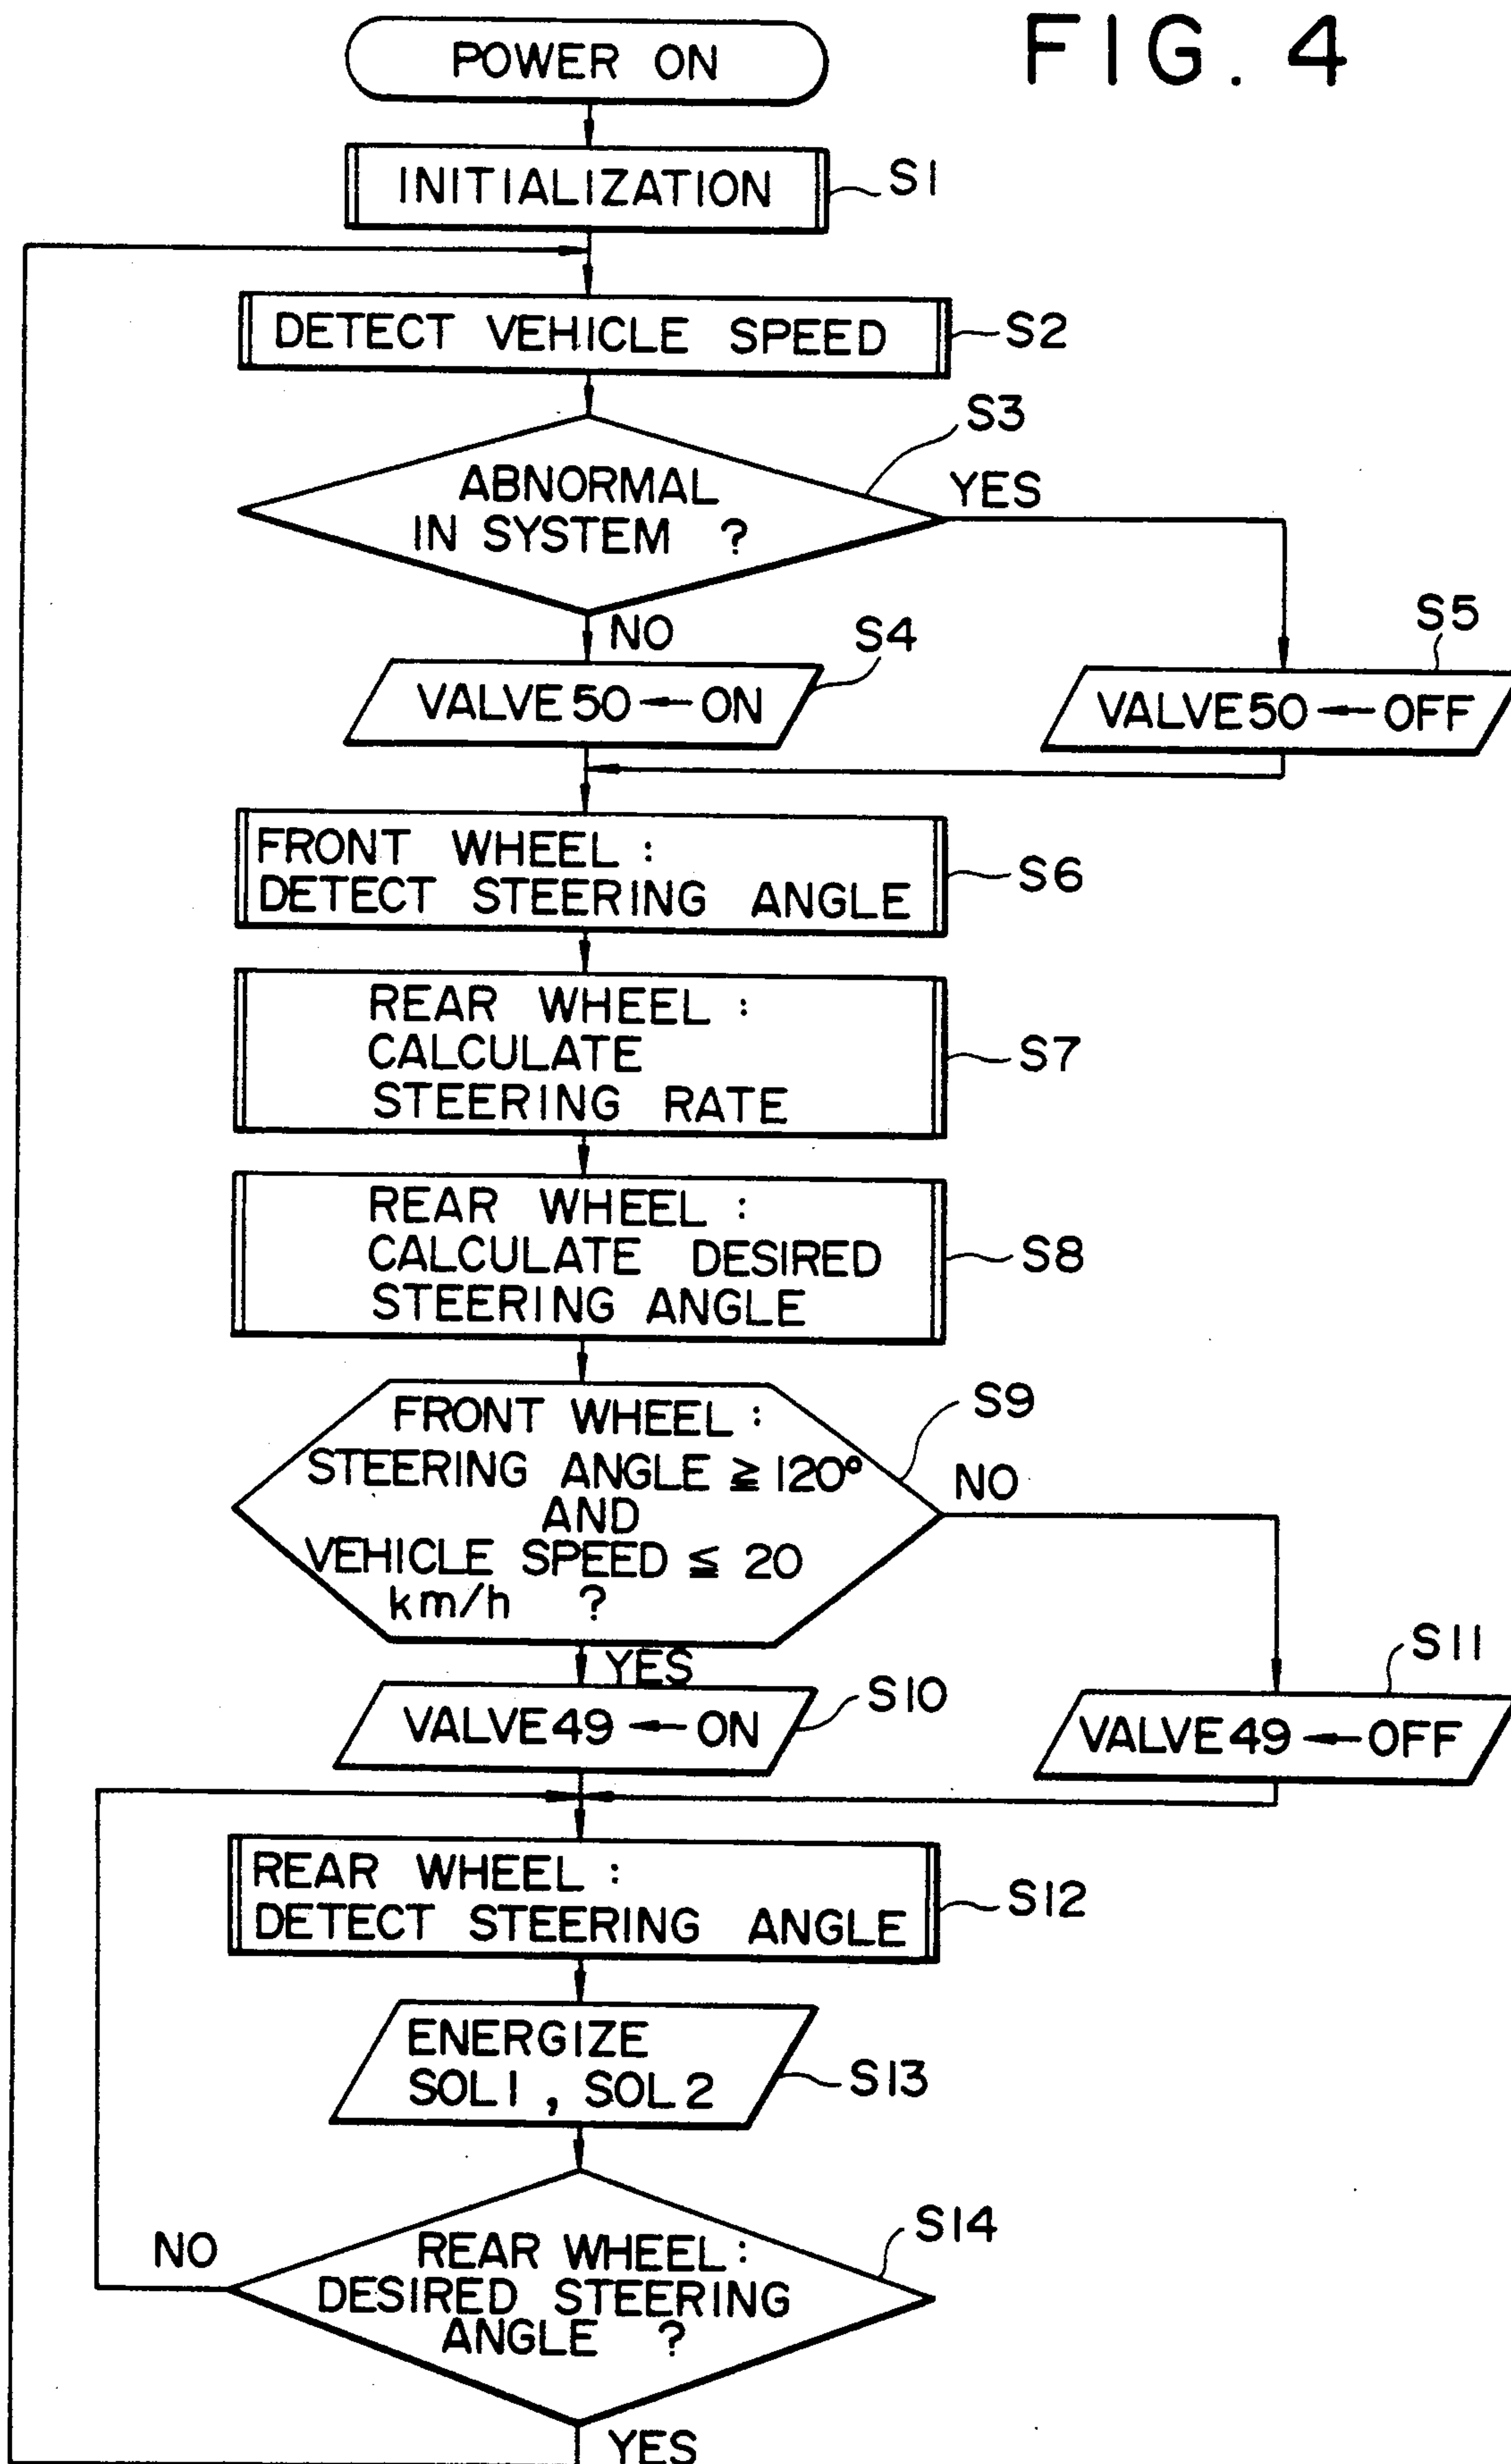 FIG. 4
POWER ON
INITIALIZATION
S1
DETECT VEHICLE SPEED
S2
S3
ABNORMAL
IN SYSTEM ?
YES
NO
S4
VALVE 50 ← ON
S5
VALVE 50 ← OFF
FRONT WHEEL :
DETECT STEERING ANGLE
S6
REAR WHEEL :
CALCULATE
STEERING RATE
S7
REAR WHEEL :
CALCULATE DESIRED
STEERING ANGLE
S8
S9
FRONT WHEEL :
STEERING ANGLE ≧ 120°
AND
VEHICLE SPEED ≦ 20
km/h ?
NO
YES
S10
VALVE 49 ← ON
S11
VALVE 49 ← OFF
REAR WHEEL :
DETECT STEERING ANGLE
S12
ENERGIZE
SOL1 , SOL2
S13
S14
REAR WHEEL :
DESIRED STEERING
ANGLE ?
NO
YES